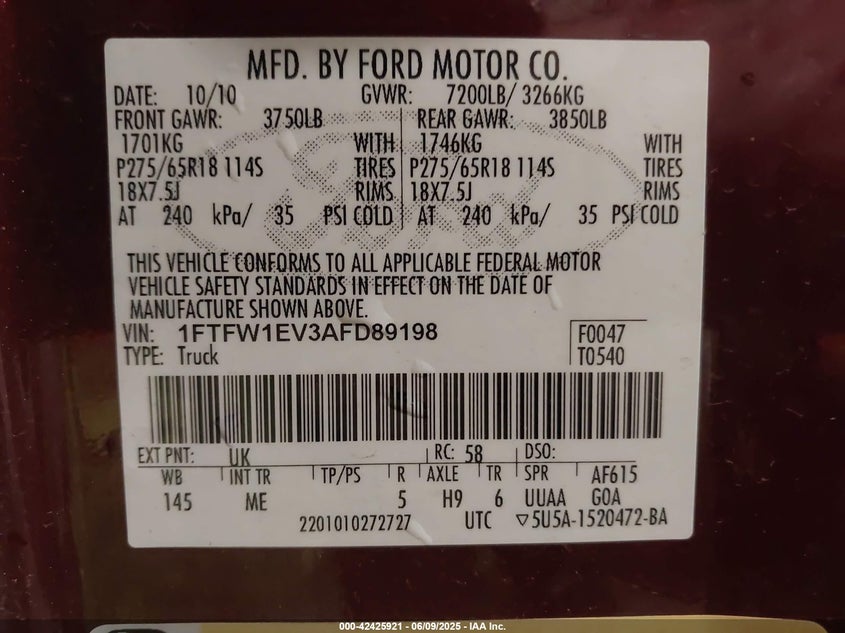 MFD. BY FORD MOTOR CO.
DATE: 10/10 GVWR: 7200LB/ 3266KG
FRONT GAWR: 3750LB REAR GAWR: 3850LB
1701KG WITH 1746KG WITH
P275/65R18 114S TIRES P275/65R18 114S TIRES
18X7.5J RIMS 18X7.5J RIMS
AT 240 kPa/ 35 PSI COLD AT 240 kPa/ 35 PSI COLD
THIS VEHICLE CONFORMS TO ALL APPLICABLE FEDERAL MOTOR
VEHICLE SAFETY STANDARDS IN EFFECT ON THE DATE OF
MANUFACTURE SHOWN ABOVE.
VIN: 1FTFW1EV3AFD89198 F0047
TYPE: Truck T0540
EXT PNT: UK RC: 58 DSO:
WB INT TR TP/PS R AXLE TR SPR AF615
145 ME 5 H9 6 UUAA GOA
2201010272727 UTC ▽5U5A-1520472-BA
000-42425921 - 06/09/2025 - IAA Inc.